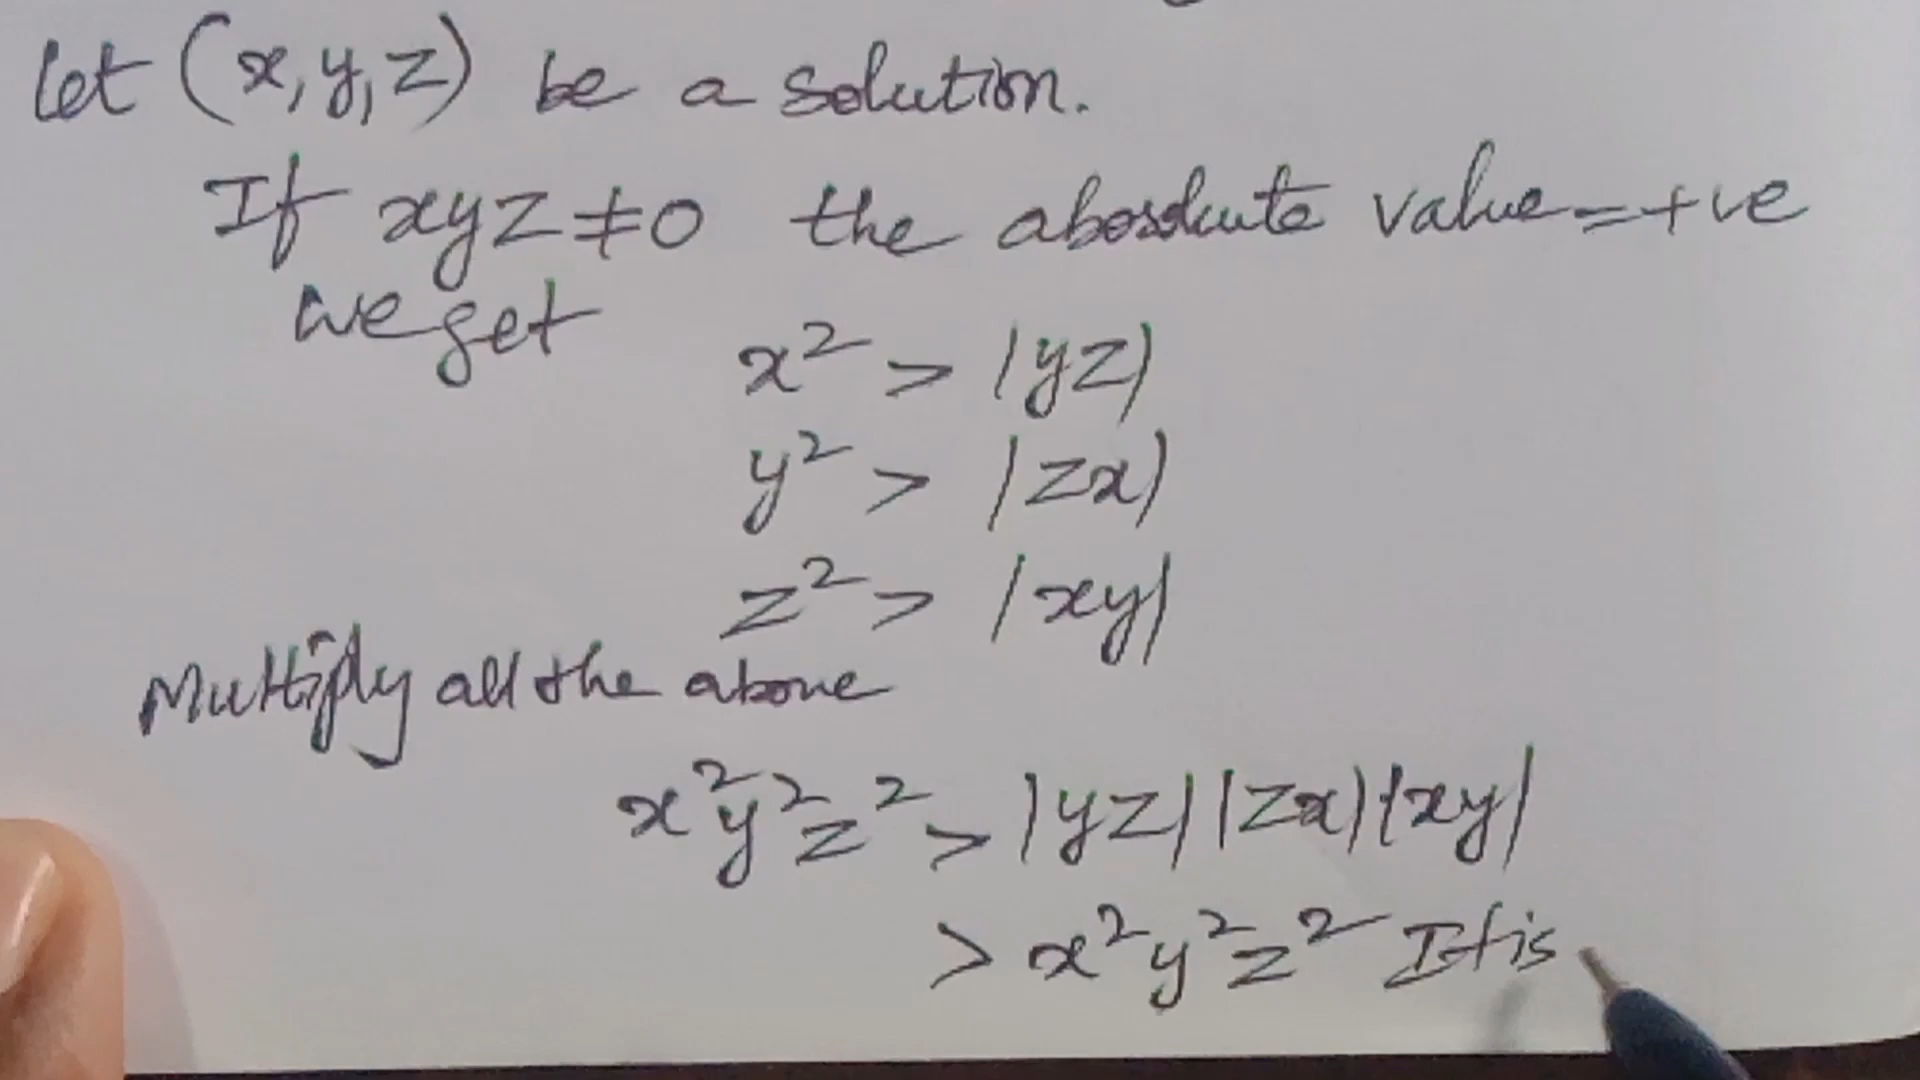 Let (x, y, z) be a solution.
If xyz ≠ 0 the absolute value = +ve
we get
x² > |yz|
y² > |zx|
z² > |xy|
Multiply all the above
x²y²z² > |yz| |zx| |xy|
> x²y²z² It is